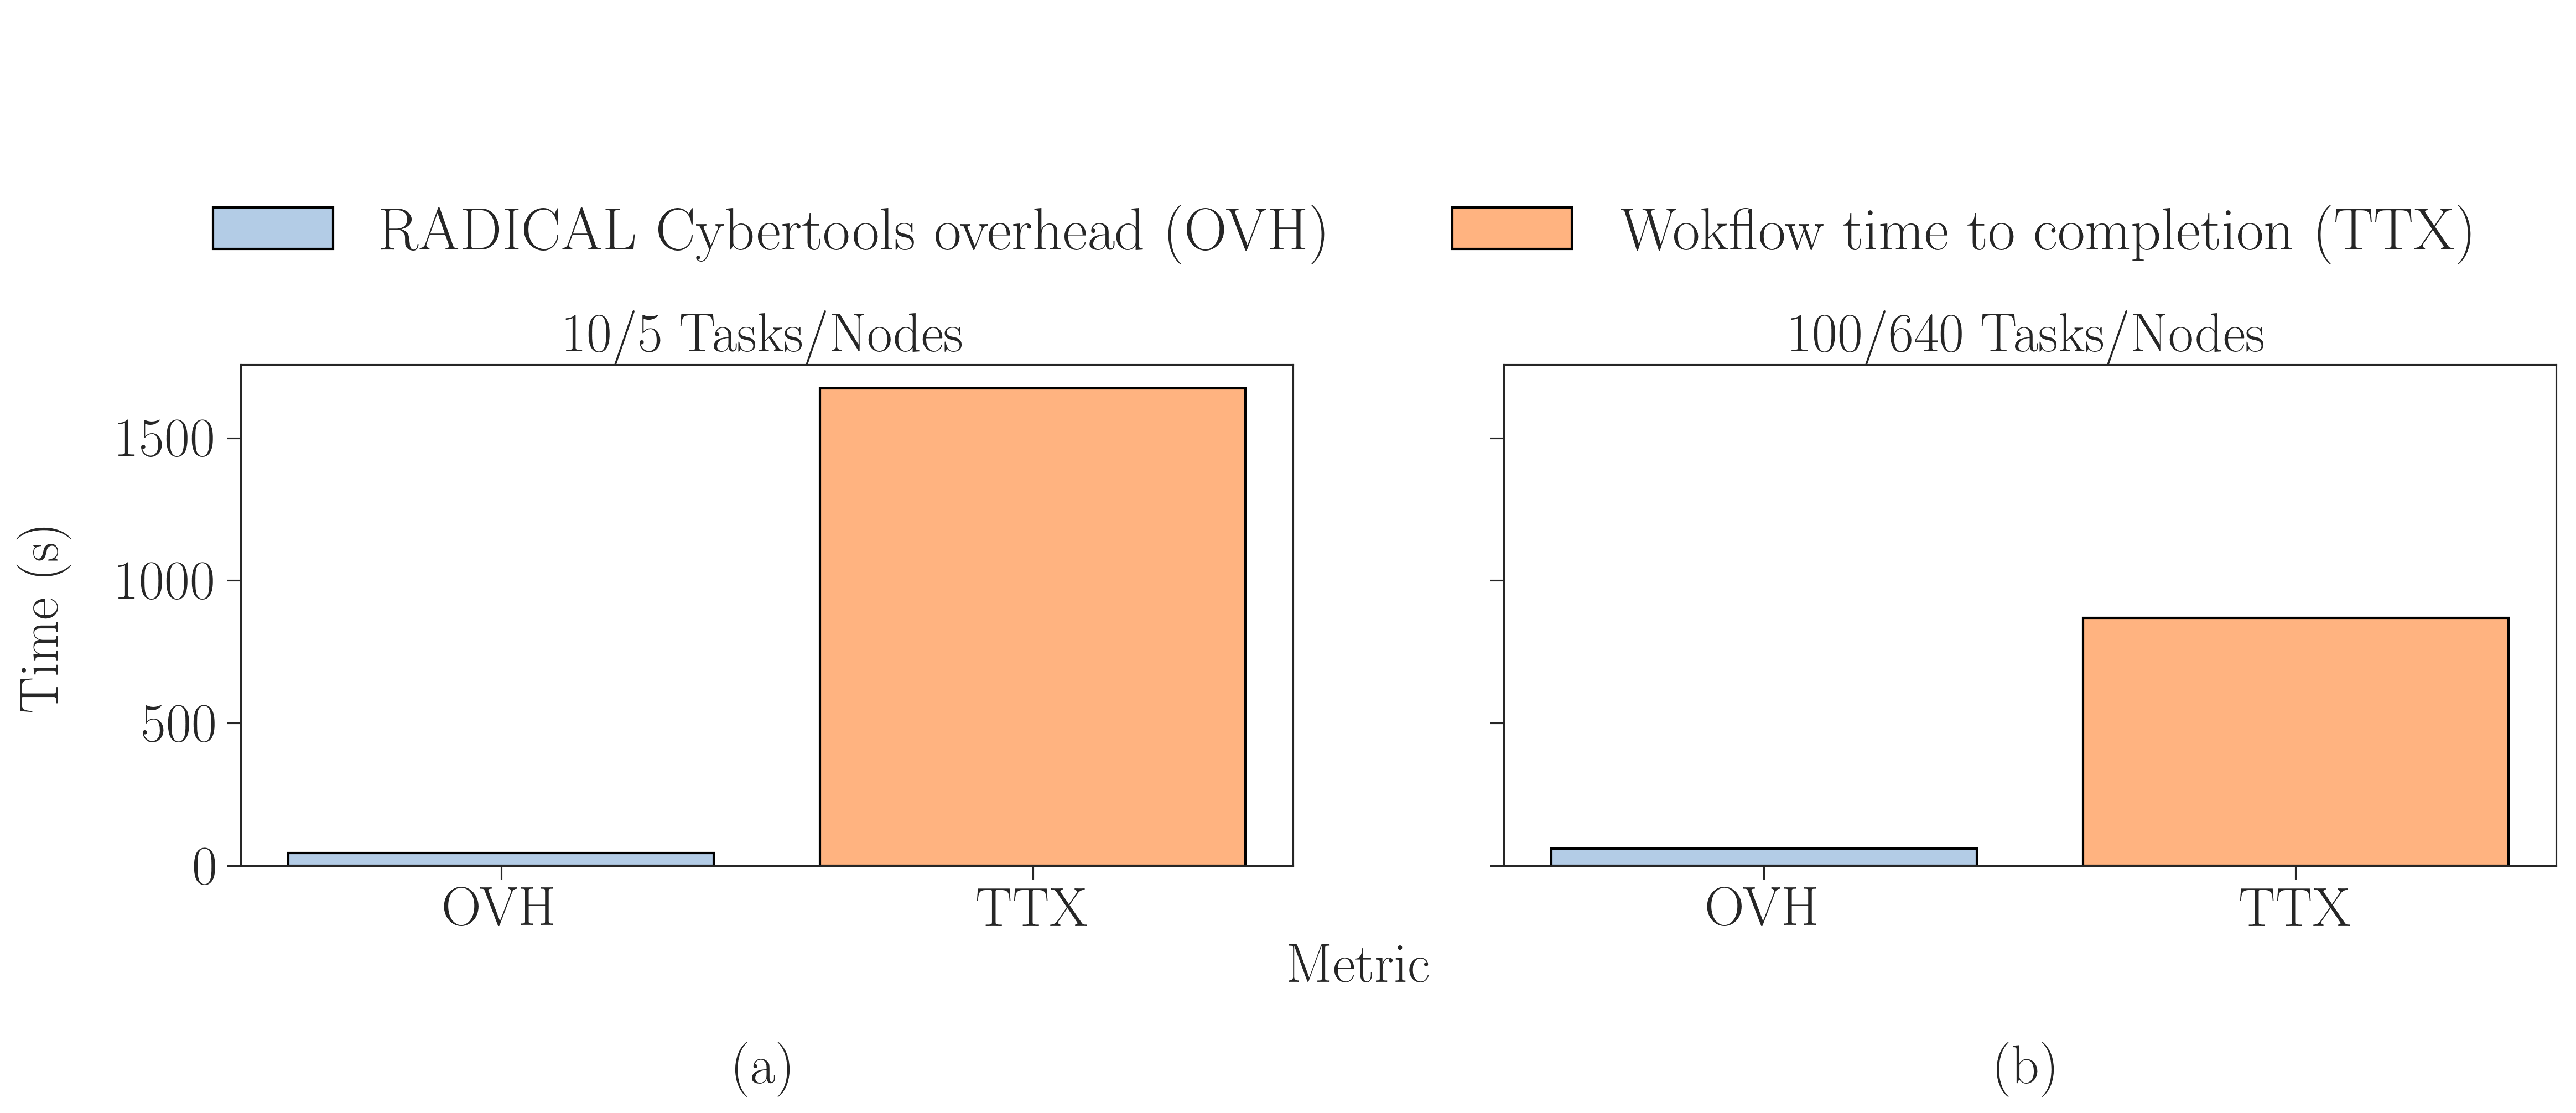 RADICAL Cybertools overhead (OVH)
Wokflow time to completion (TTX)
10/5 Tasks/Nodes
100/640 Tasks/Nodes
Time (s)
1500
1000
500
0
OVH
TTX
OVH
TTX
Metric
(a)
(b)